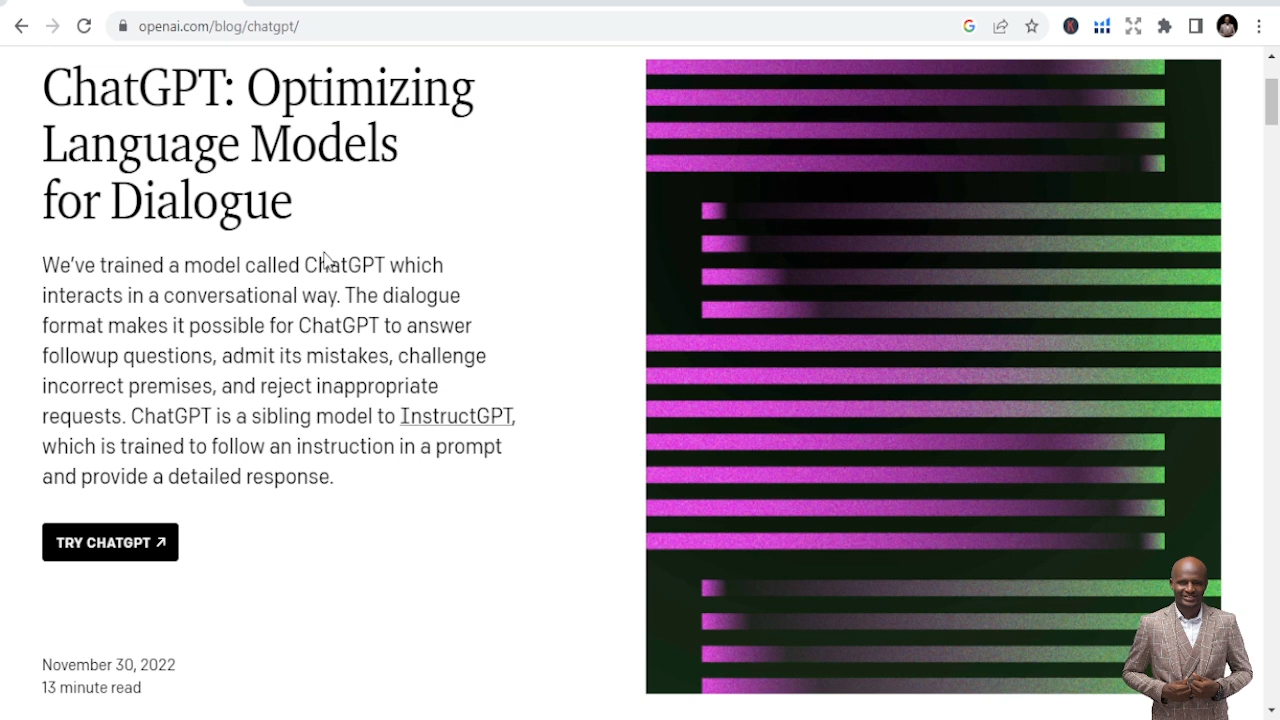 openai.com/blog/chatgpt/
ChatGPT: Optimizing
Language Models
for Dialogue
We've trained a model called ChatGPT which
interacts in a conversational way. The dialogue
format makes it possible for ChatGPT to answer
followup questions, admit its mistakes, challenge
incorrect premises, and reject inappropriate
requests. ChatGPT is a sibling model to InstructGPT,
which is trained to follow an instruction in a prompt
and provide a detailed response.
TRY CHATGPT ↗
November 30, 2022
13 minute read